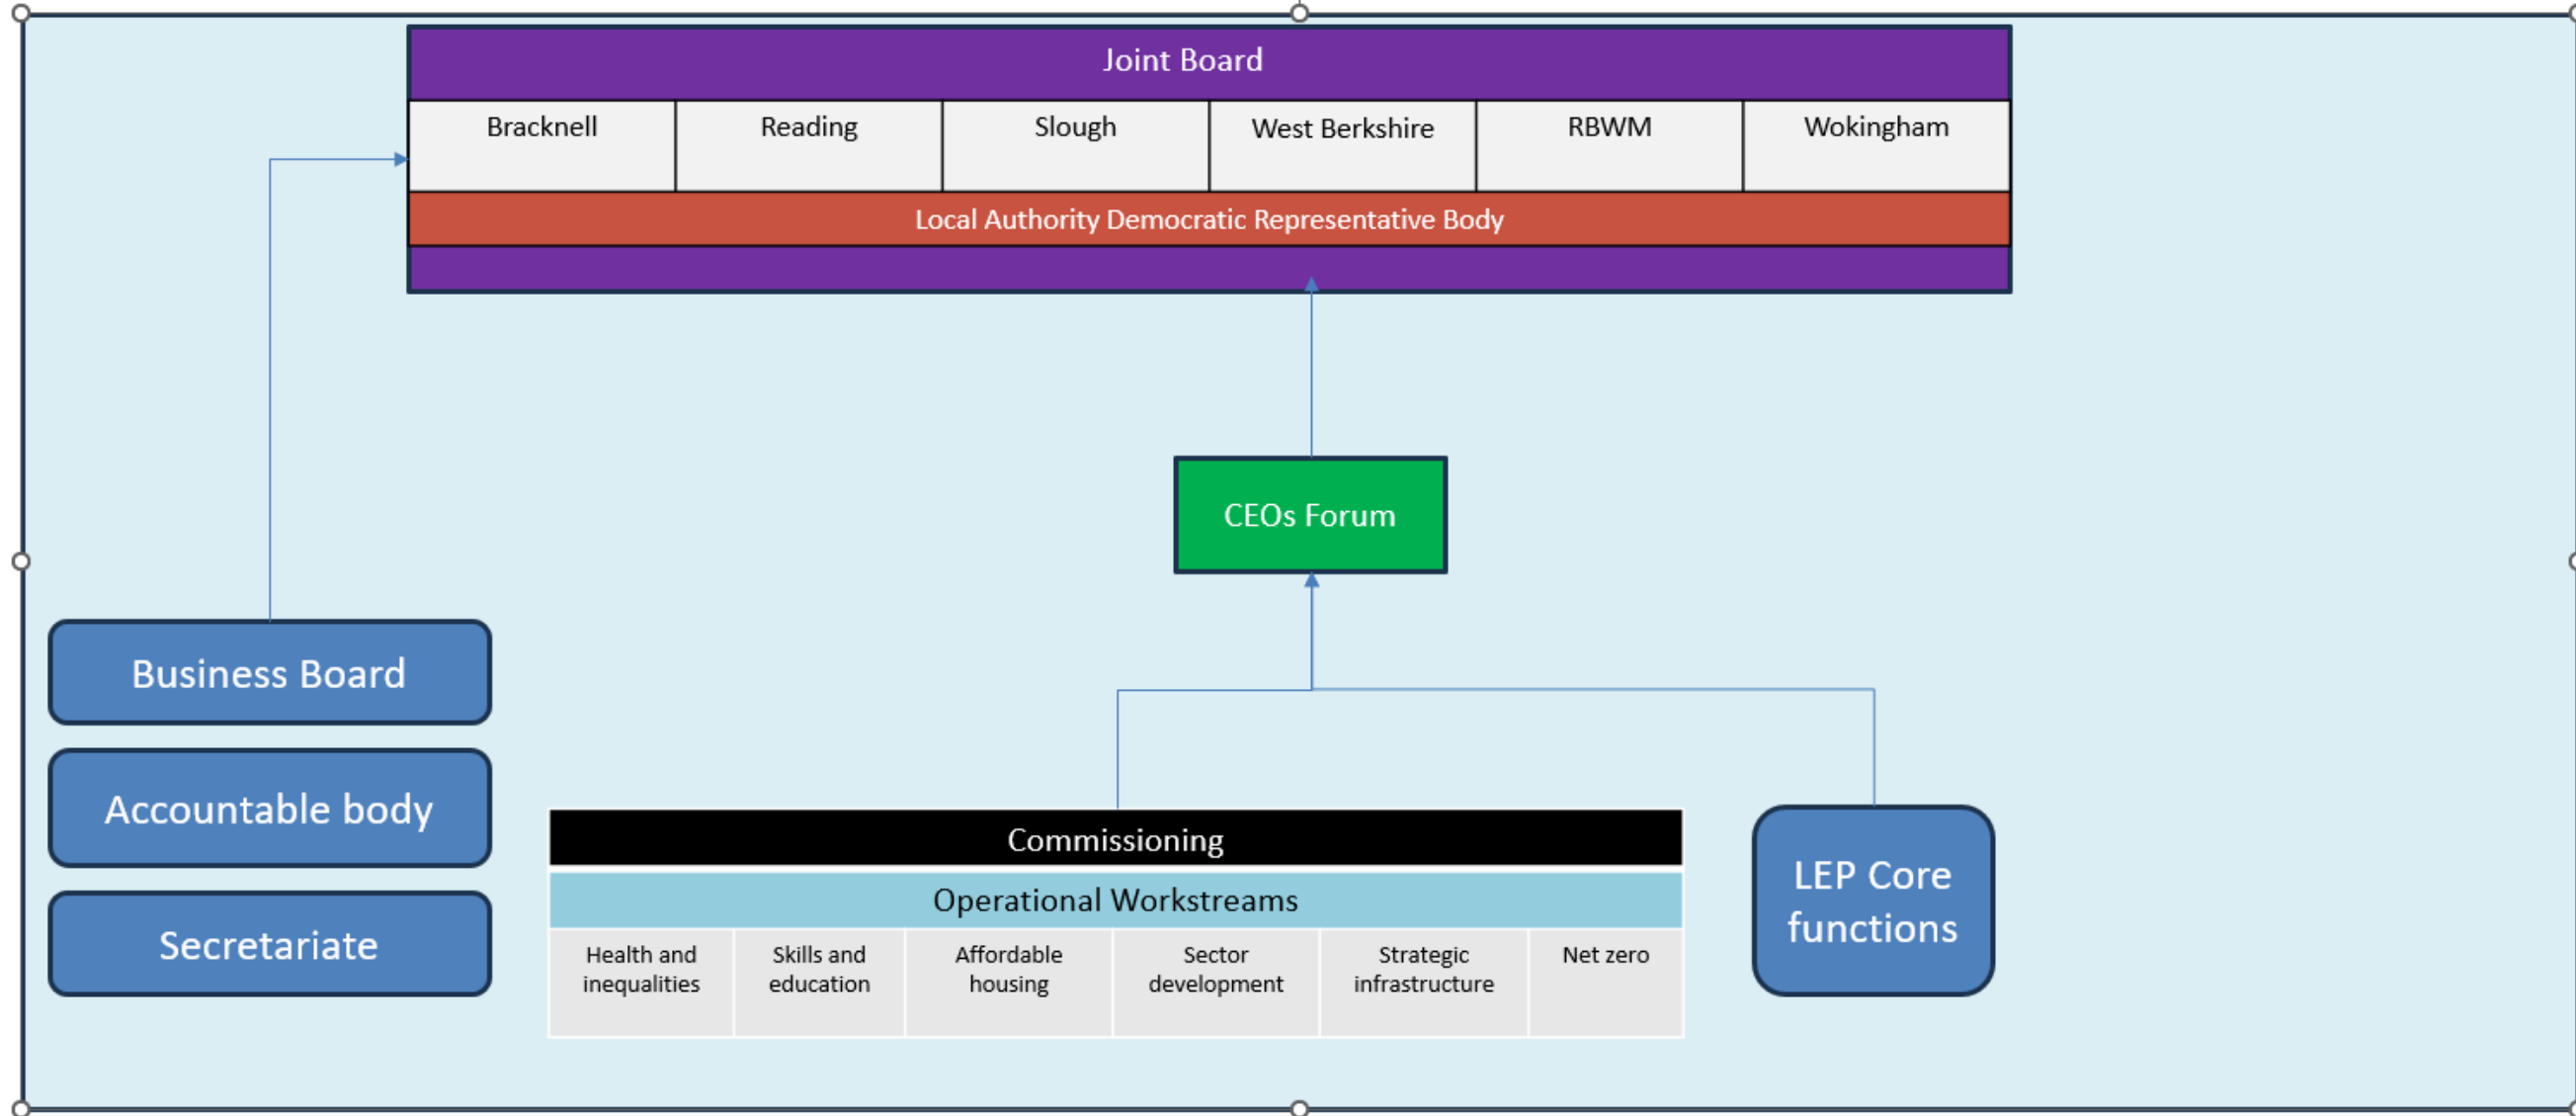 Joint Board
Bracknell
Reading
Slough
West Berkshire
RBWM
Wokingham
Local Authority Democratic Representative Body
CEOs Forum
Business Board
Accountable body
Secretariate
Commissioning
Operational Workstreams
Health and
inequalities
Skills and
education
Affordable
housing
Sector
development
Strategic
infrastructure
Net zero
LEP Core
functions